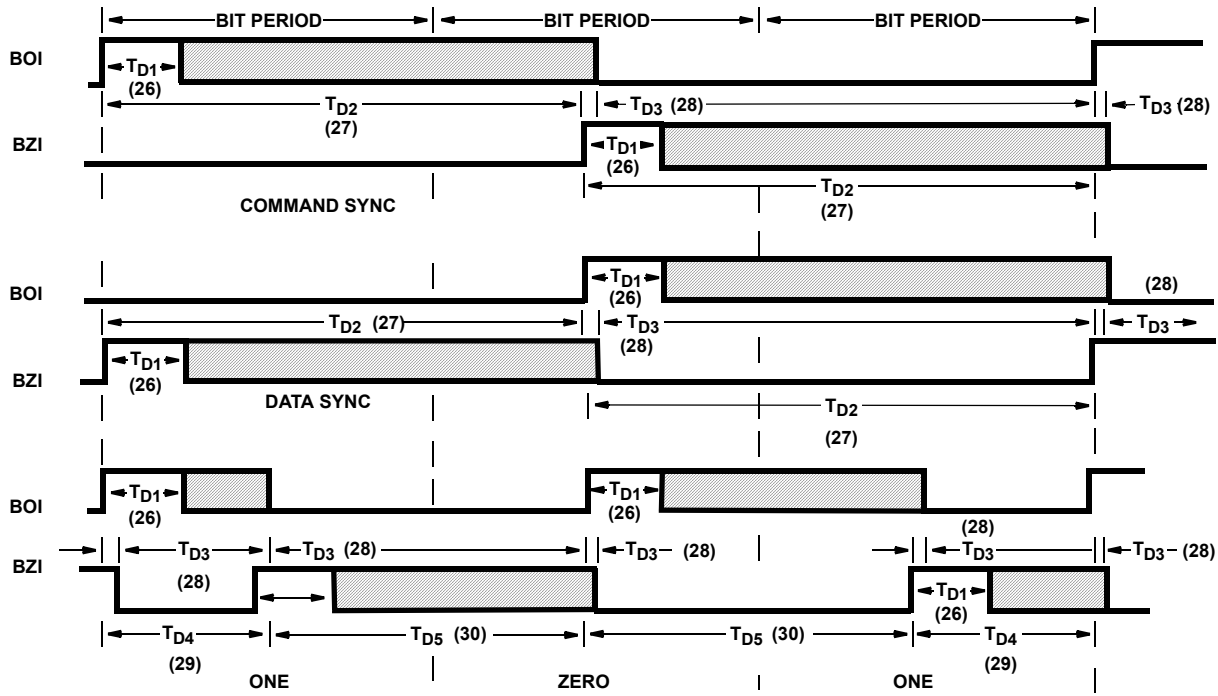 BIT PERIOD BIT PERIOD BIT PERIOD
BOI
TD1
(26)
TD2
(27)
TD3 (28)
TD3 (28)
BZI
TD1
(26)
TD2
(27)
COMMAND SYNC
BOI
TD1
(26)
(28)
TD2 (27)
TD3
(28)
TD3
BZI
TD1
(26)
DATA SYNC
TD2
(27)
BOI
TD1
(26)
TD1
(26)
(28)
BZI
TD3
(28)
TD3 (28)
TD3 (28)
TD3
TD3 (28)
TD1
(26)
TD4
(29)
TD5 (30)
TD5 (30)
TD4
(29)
ONE ZERO ONE